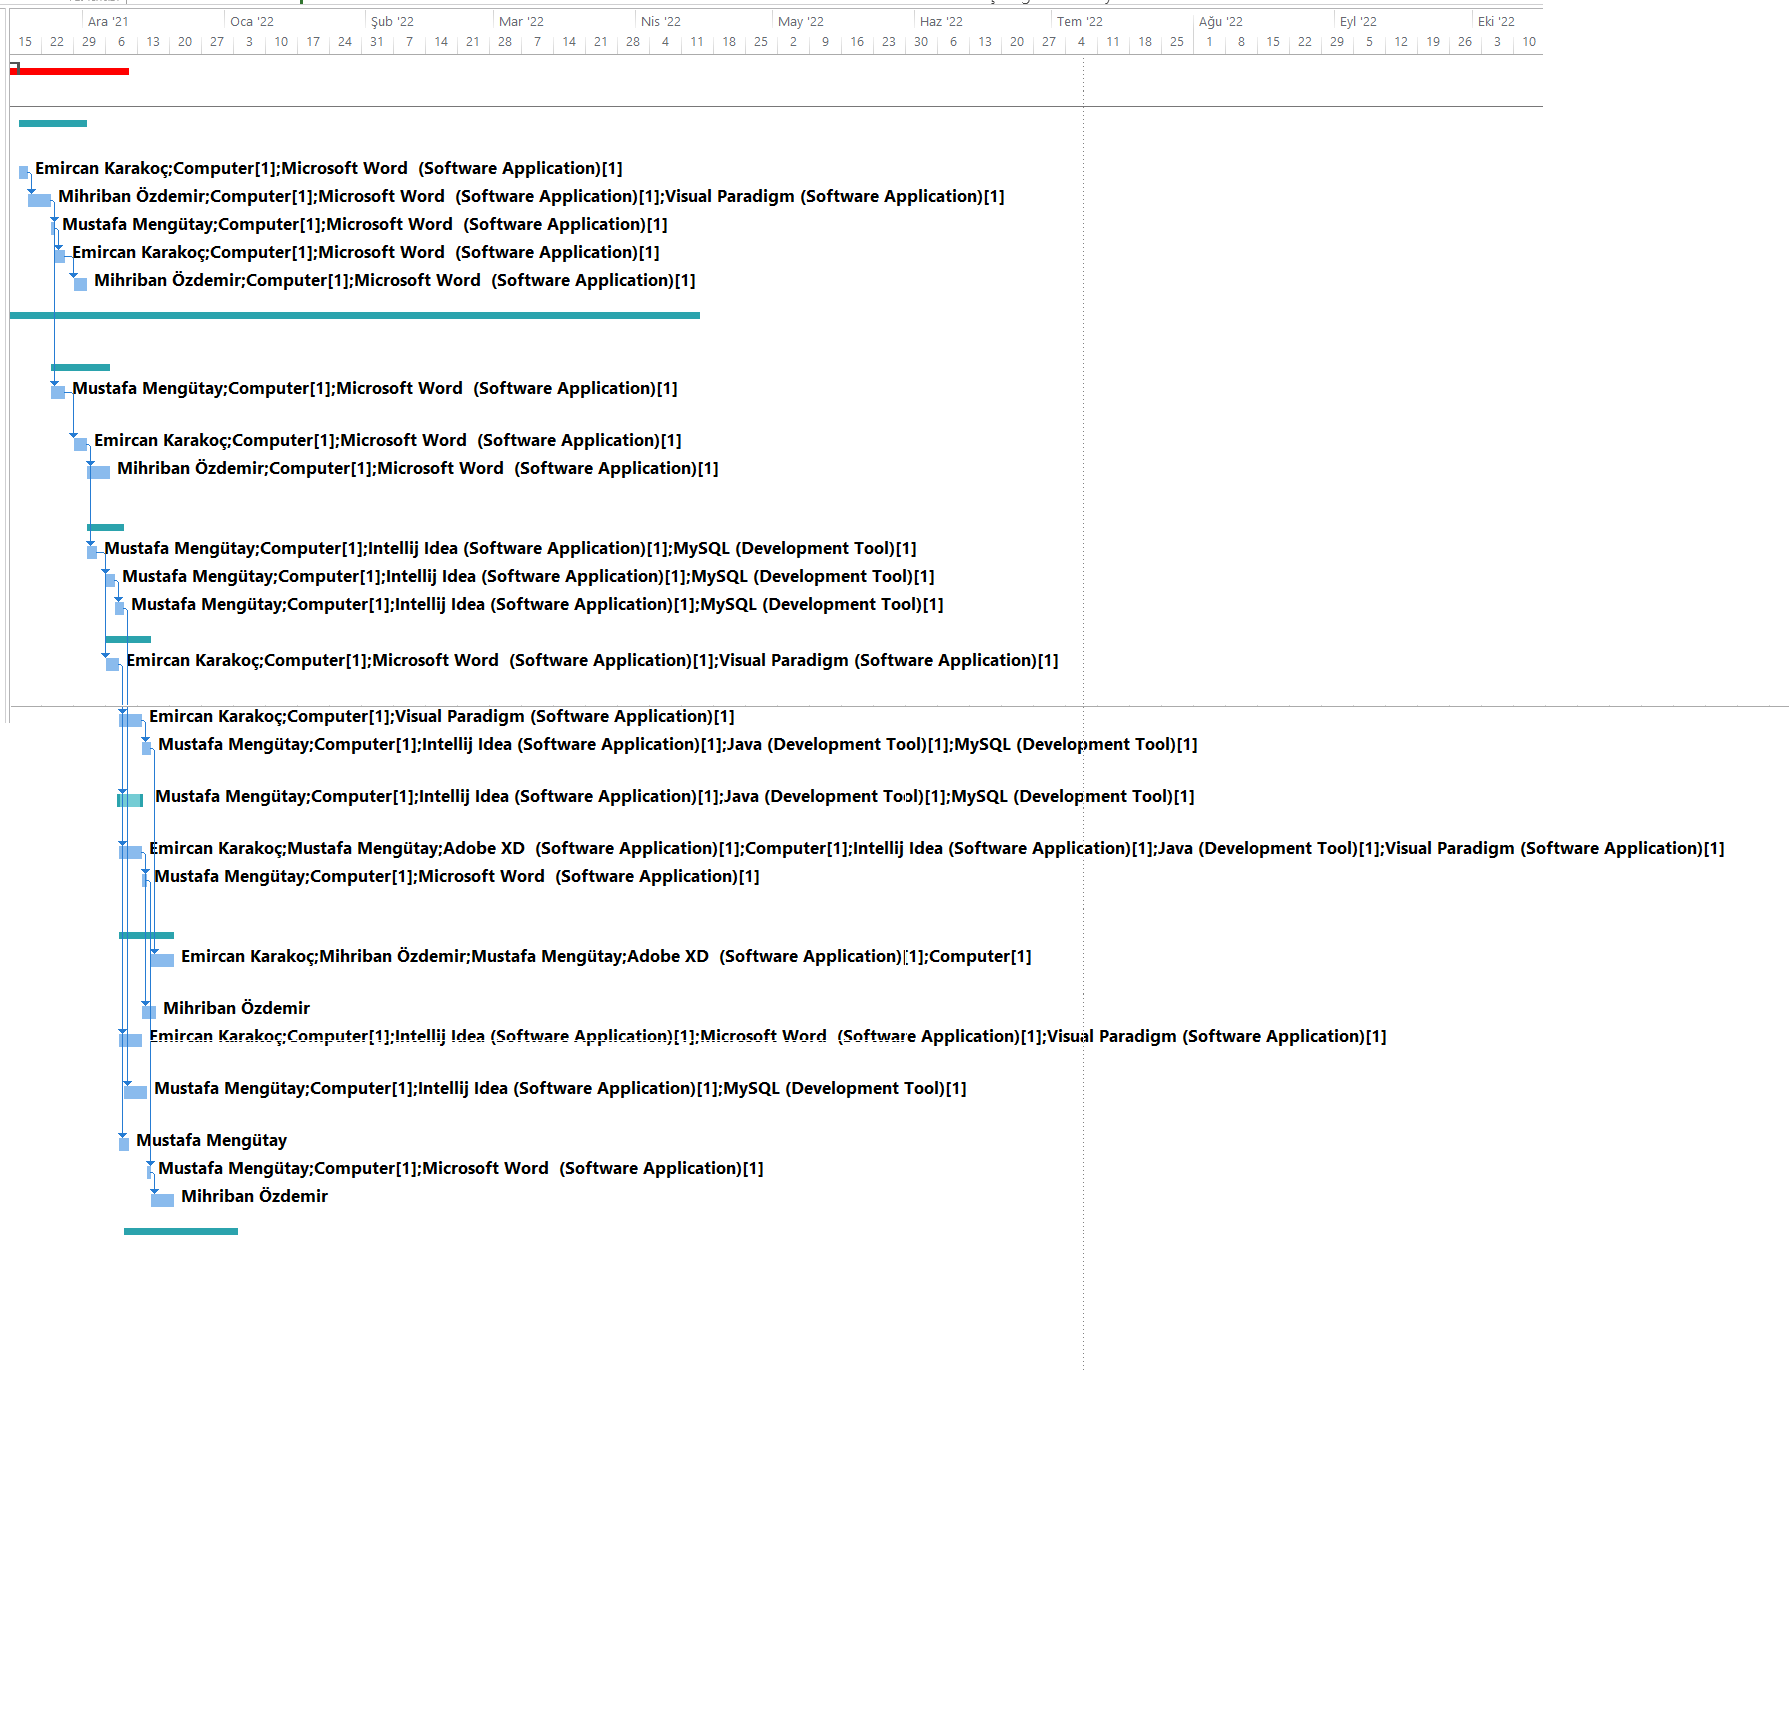 Ara '21 Oca '22 Şub '22 Mar '22 Nis '22 May '22 Haz '22 Tem '22 Ağu '22 Eyl '22 Eki '22
15 22 29 6 13 20 27 3 10 17 24 31 7 14 21 28 7 14 21 28 4 11 18 25 2 9 16 23 30 6 13 20 27 4 11 18 25 1 8 15 22 29 5 12 19 26 3 10
Emircan Karakoç;Computer[1];Microsoft Word (Software Application)[1]
Mihriban Özdemir;Computer[1];Microsoft Word (Software Application)[1];Visual Paradigm (Software Application)[1]
Mustafa Mengütay;Computer[1];Microsoft Word (Software Application)[1]
Emircan Karakoç;Computer[1];Microsoft Word (Software Application)[1]
Mihriban Özdemir;Computer[1];Microsoft Word (Software Application)[1]
Mustafa Mengütay;Computer[1];Microsoft Word (Software Application)[1]
Emircan Karakoç;Computer[1];Microsoft Word (Software Application)[1]
Mihriban Özdemir;Computer[1];Microsoft Word (Software Application)[1]
Mustafa Mengütay;Computer[1];Intellij Idea (Software Application)[1];MySQL (Development Tool)[1]
Mustafa Mengütay;Computer[1];Intellij Idea (Software Application)[1];MySQL (Development Tool)[1]
Mustafa Mengütay;Computer[1];Intellij Idea (Software Application)[1];MySQL (Development Tool)[1]
Emircan Karakoç;Computer[1];Microsoft Word (Software Application)[1];Visual Paradigm (Software Application)[1]
Emircan Karakoç;Computer[1];Visual Paradigm (Software Application)[1]
Mustafa Mengütay;Computer[1];Intellij Idea (Software Application)[1];Java (Development Tool)[1];MySQL (Development Tool)[1]
Mustafa Mengütay;Computer[1];Intellij Idea (Software Application)[1];Java (Development Tool)[1];MySQL (Development Tool)[1]
Emircan Karakoç;Mustafa Mengütay;Adobe XD (Software Application)[1];Computer[1];Intellij Idea (Software Application)[1];Java (Development Tool)[1];Visual Paradigm (Software Application)[1]
Mustafa Mengütay;Computer[1];Microsoft Word (Software Application)[1]
Emircan Karakoç;Mihriban Özdemir;Mustafa Mengütay;Adobe XD (Software Application)[1];Computer[1]
Mihriban Özdemir
Emircan Karakoç;Computer[1];Intellij Idea (Software Application)[1];Microsoft Word (Software Application)[1];Visual Paradigm (Software Application)[1]
Mustafa Mengütay;Computer[1];Intellij Idea (Software Application)[1];MySQL (Development Tool)[1]
Mustafa Mengütay
Mustafa Mengütay;Computer[1];Microsoft Word (Software Application)[1]
Mihriban Özdemir